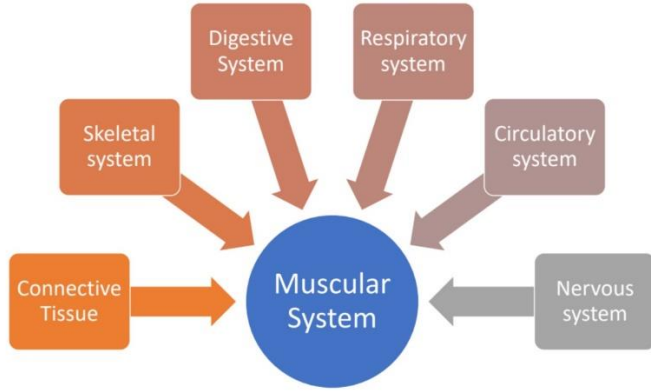 Digestive
System
Respiratory
system
Skeletal
system
Circulatory
system
Connective
Tissue
Muscular
System
Nervous
system